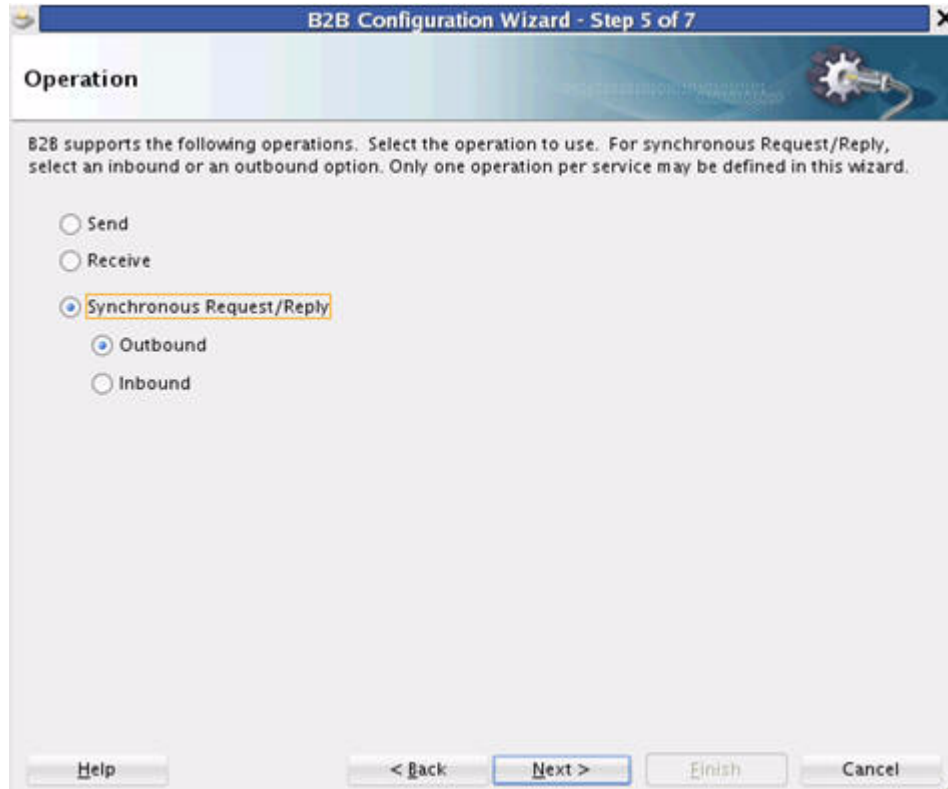 B2B Configuration Wizard - Step 5 of 7
Operation
B2B supports the following operations. Select the operation to use. For synchronous Request/Reply,
select an inbound or an outbound option. Only one operation per service may be defined in this wizard.
Send
Receive
Synchronous Request/Reply
Outbound
Inbound
Help
< Back
Next >
Finish
Cancel